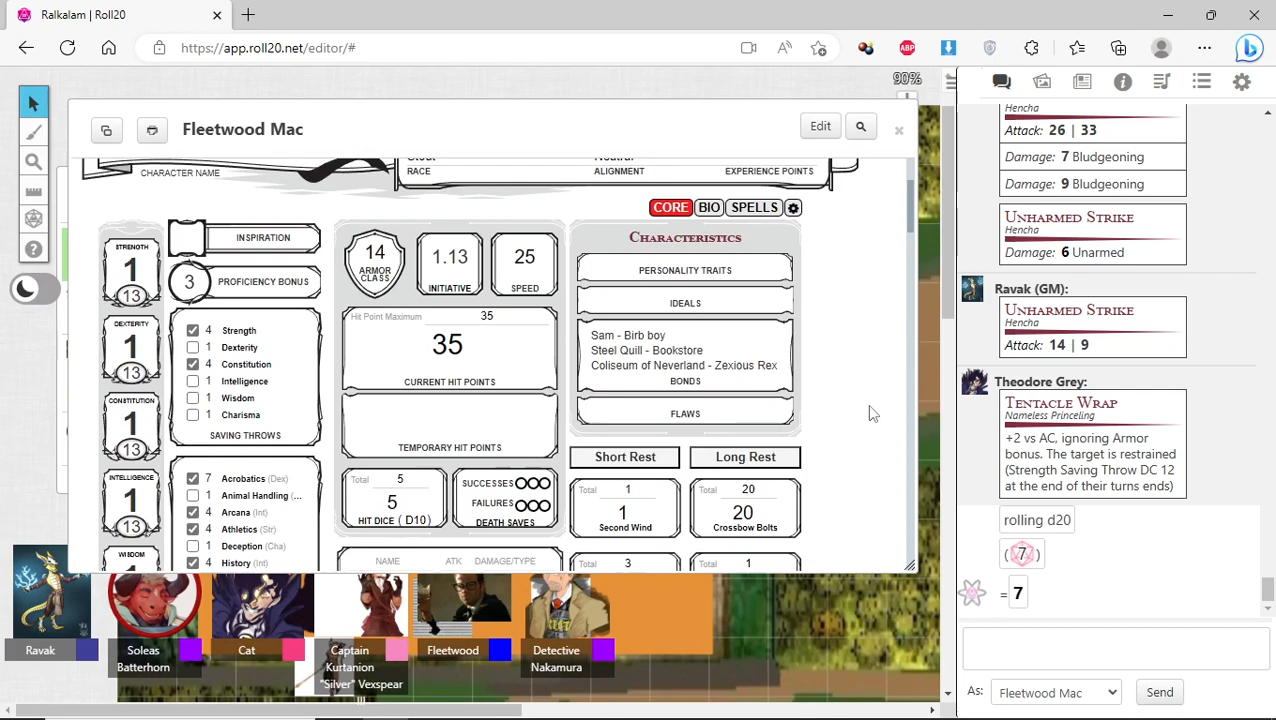 Ralkalam | Roll20
https://app.roll20.net/editor/#
ABP
90%
Fleetwood Mac
Edit
CHARACTER NAME
RACE
Neutral
ALIGNMENT
EXPERIENCE POINTS
CORE
BIO
SPELLS
STRENGTH
1
13
DEXTERITY
1
13
CONSTITUTION
1
13
INTELLIGENCE
1
13
WISDOM
INSPIRATION
3 PROFICIENCY BONUS
4 Strength
1 Dexterity
4 Constitution
1 Intelligence
1 Wisdom
1 Charisma
SAVING THROWS
7 Acrobatics (Dex)
1 Animal Handling (...
4 Arcana (Int)
4 Athletics (Str)
1 Deception (Cha)
4 History (Int)
14
ARMOR
CLASS
1.13
INITIATIVE
25
SPEED
Hit Point Maximum 35
35
CURRENT HIT POINTS
TEMPORARY HIT POINTS
Total 5
5
HIT DICE ( D10)
SUCCESSES
FAILURES
DEATH SAVES
NAME ATK DAMAGE/TYPE
Characteristics
PERSONALITY TRAITS
IDEALS
Sam - Birb boy
Steel Quill - Bookstore
Coliseum of Neverland - Zexious Rex
BONDS
FLAWS
Short Rest
Long Rest
Total 1
1
Second Wind
Total 20
20
Crossbow Bolts
Total 3
Total 1
Ravak
Soleas
Batterhorn
Cat
Captain
Kurtanion
"Silver" Vexspear
Fleetwood
Detective
Nakamura
Hencha
Attack: 26 | 33
Damage: 7 Bludgeoning
Damage: 9 Bludgeoning
Unharmed Strike
Hencha
Damage: 6 Unarmed
Ravak (GM):
Unharmed Strike
Hencha
Attack: 14 | 9
Theodore Grey:
Tentacle Wrap
Nameless Princeling
+2 vs AC, ignoring Armor
bonus. The target is restrained
(Strength Saving Throw DC 12
at the end of their turns ends)
rolling d20
(7)
=7
As: Fleetwood Mac
Send